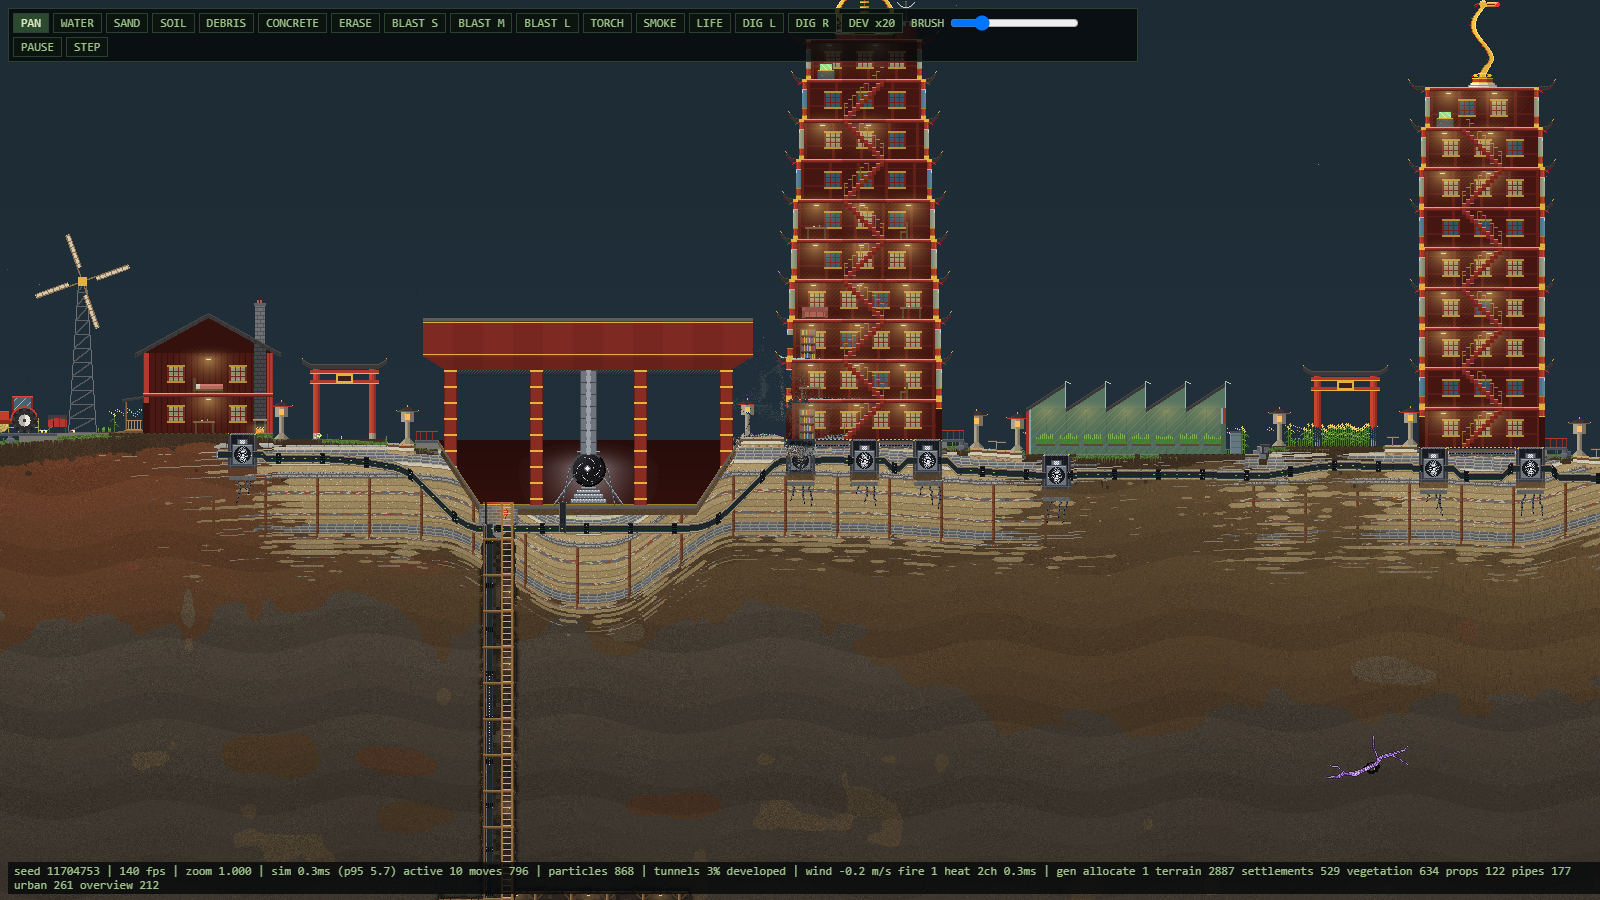 PAN WATER SAND SOIL DEBRIS CONCRETE ERASE BLAST S BLAST M BLAST L TORCH SMOKE LIFE DIG L DIG R DEV x20 BRUSH
PAUSE STEP
seed 11704753 | 140 fps | zoom 1.000 | sim 0.3ms (p95 5.7) active 10 moves 796 | particles 868 | tunnels 3% developed | wind -0.2 m/s fire 1 heat 2ch 0.3ms | gen allocate 1 terrain 2887 settlements 529 vegetation 634 props 122 pipes 177
urban 261 overview 212